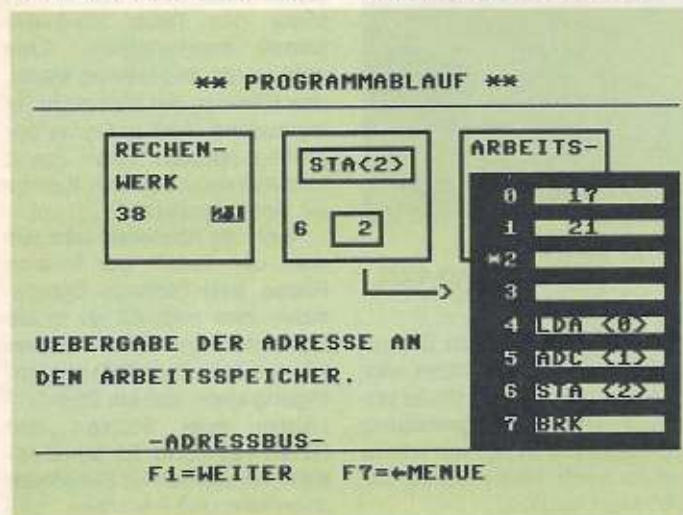 ** PROGRAMMABLAUF **
RECHEN-
WERK
38
STA<2>
6 2
ARBEITS-
0 17
1 21
*2
3
4 LDA <0>
5 ADC <1>
6 STA <2>
7 BRK
UEBERGABE DER ADRESSE AN
DEN ARBEITSSPEICHER.
-ADRESSBUS-
F1=WEITER F7=←MENUE